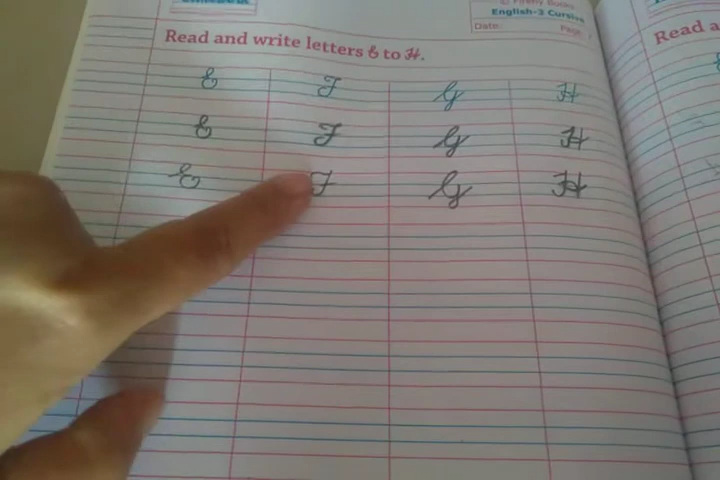 English-3 Cursive
Date: Page
Read and write letters E to H.
Read a
E F G H
E F G H
E F G H